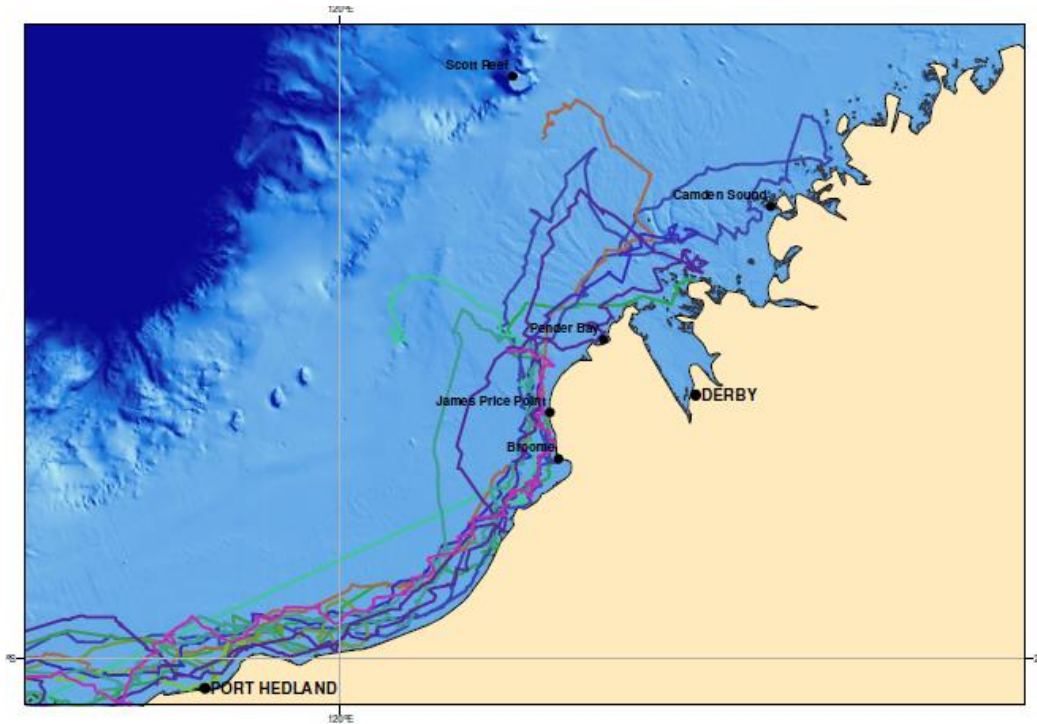 120°E
Scott Reef
Camden Sound
Pender Bay
James Price Point
DERBY
Broome
PORT HEDLAND
120°E